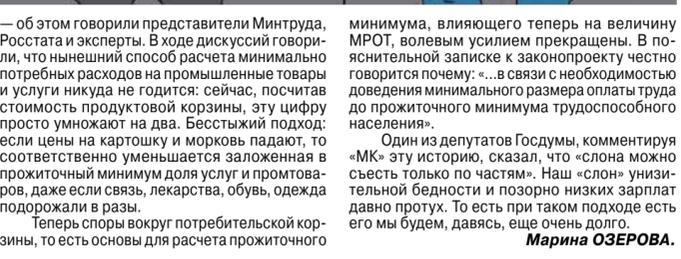 — об этом говорили представители Минтруда,
Росстата и эксперты. В ходе дискуссий говори-
ли, что нынешний способ расчета минимально
потребных расходов на промышленные товары
и услуги никуда не годится: сейчас, посчитав
стоимость продуктовой корзины, эту цифру
просто умножают на два. Бесстыжий подход:
если цены на картошку и морковь падают, то
соответственно уменьшается заложенная в
прожиточный минимум доля услуг и промтова-
ров, даже если связь, лекарства, обувь, одежда
подорожали в разы.
Теперь споры вокруг потребительской кор-
зины, то есть основы для расчета прожиточного
минимума, влияющего теперь на величину
МРОТ, волевым усилием прекращены. В по-
яснительной записке к законопроекту честно
говорится почему: «...в связи с необходимостью
доведения минимального размера оплаты труда
до прожиточного минимума трудоспособного
населения».
Один из депутатов Госдумы, комментируя
«МК» эту историю, сказал, что «слона можно
съесть только по частям». Наш «слон» унизи-
тельной бедности и позорно низких зарплат
давно протух. То есть при таком подходе есть
его мы будем, давясь, еще очень долго.
Марина ОЗЕРОВА.